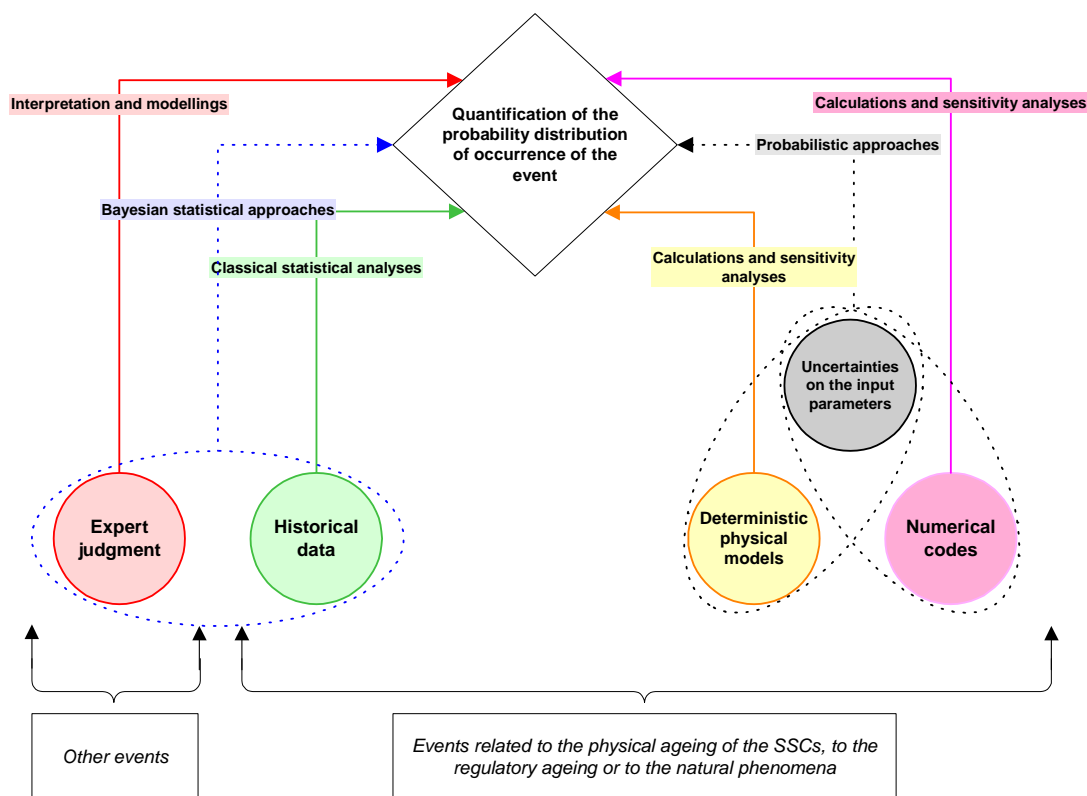 Interpretation and modellings
Quantification of the
probability distribution
of occurrence of the
event
Calculations and sensitivity analyses
Probabilistic approaches
Bayesian statistical approaches
Classical statistical analyses
Calculations and sensitivity
analyses
Uncertainties
on the input
parameters
Expert
judgment
Historical
data
Deterministic
physical
models
Numerical
codes
Other events
Events related to the physical ageing of the SSCs, to the
regulatory ageing or to the natural phenomena